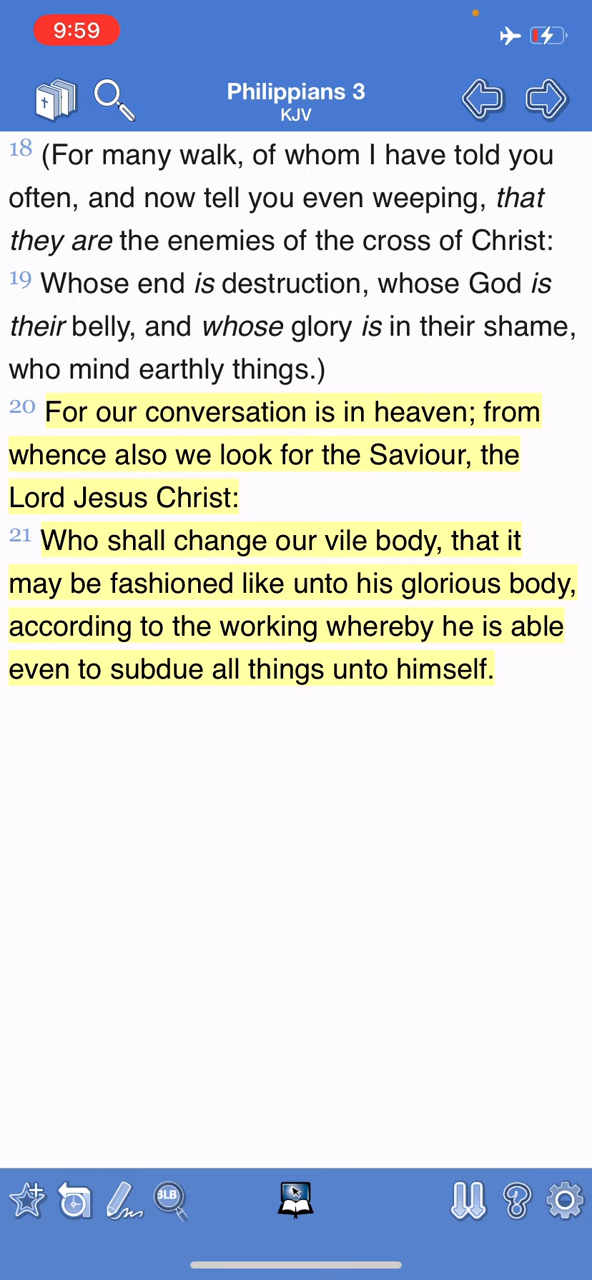 9:59
Philippians 3
KJV
18 (For many walk, of whom I have told you
often, and now tell you even weeping, that
they are the enemies of the cross of Christ:
19 Whose end is destruction, whose God is
their belly, and whose glory is in their shame,
who mind earthly things.)
20 For our conversation is in heaven; from
whence also we look for the Saviour, the
Lord Jesus Christ:
21 Who shall change our vile body, that it
may be fashioned like unto his glorious body,
according to the working whereby he is able
even to subdue all things unto himself.
BLB